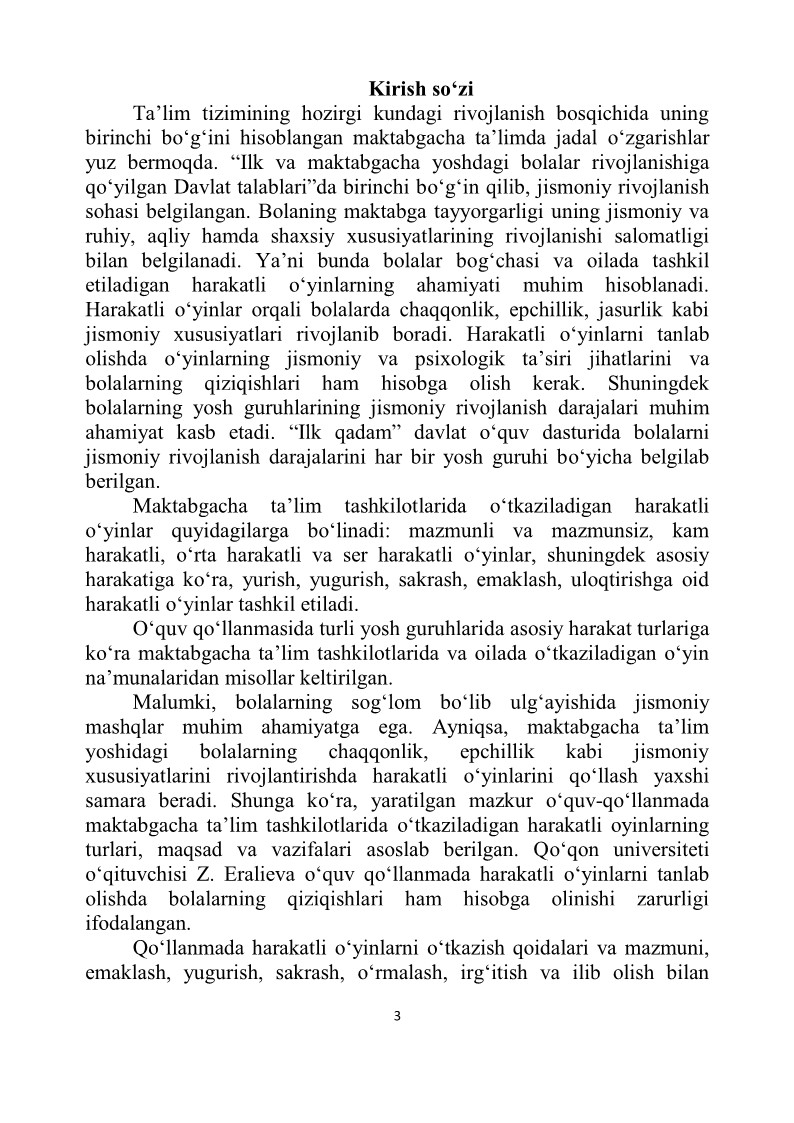 Kirish so‘zi
Ta’lim tizimining hozirgi kundagi rivojlanish bosqichida uning
birinchi bo‘g‘ini hisoblangan maktabgacha ta’limda jadal o‘zgarishlar
yuz bermoqda. “Ilk va maktabgacha yoshdagi bolalar rivojlanishiga
qo‘yilgan Davlat talablari”da birinchi bo‘g‘in qilib, jismoniy rivojlanish
sohasi belgilangan. Bolaning maktabga tayyorgarligi uning jismoniy va
ruhiy, aqliy hamda shaxsiy xususiyatlarining rivojlanishi salomatligi
bilan belgilanadi. Ya’ni bunda bolalar bog‘chasi va oilada tashkil
etiladigan harakatli o‘yinlarning ahamiyati muhim hisoblanadi.
Harakatli o‘yinlar orqali bolalarda chaqqonlik, epchillik, jasurlik kabi
jismoniy xususiyatlari rivojlanib boradi. Harakatli o‘yinlarni tanlab
olishda o‘yinlarning jismoniy va psixologik ta’siri jihatlarini va
bolalarning qiziqishlari ham hisobga olish kerak. Shuningdek
bolalarning yosh guruhlarining jismoniy rivojlanish darajalari muhim
ahamiyat kasb etadi. “Ilk qadam” davlat o‘quv dasturida bolalarni
jismoniy rivojlanish darajalarini har bir yosh guruhi bo‘yicha belgilab
berilgan.
Maktabgacha ta’lim tashkilotlarida o‘tkaziladigan harakatli
o‘yinlar quyidagilarga bo‘linadi: mazmunli va mazmunsiz, kam
harakatli, o‘rta harakatli va ser harakatli o‘yinlar, shuningdek asosiy
harakatiga ko‘ra, yurish, yugurish, sakrash, emaklash, uloqtirishga oid
harakatli o‘yinlar tashkil etiladi.
O‘quv qo‘llanmasida turli yosh guruhlarida asosiy harakat turlariga
ko‘ra maktabgacha ta’lim tashkilotlarida va oilada o‘tkaziladigan o‘yin
na’munalaridan misollar keltirilgan.
Malumki, bolalarning sog‘lom bo‘lib ulg‘ayishida jismoniy
mashqlar muhim ahamiyatga ega. Ayniqsa, maktabgacha ta’lim
yoshidagi bolalarning chaqqonlik, epchillik kabi jismoniy
xususiyatlarini rivojlantirishda harakatli o‘yinlarini qo‘llash yaxshi
samara beradi. Shunga ko‘ra, yaratilgan mazkur o‘quv-qo‘llanmada
maktabgacha ta’lim tashkilotlarida o‘tkaziladigan harakatli oyinlarning
turlari, maqsad va vazifalari asoslab berilgan. Qo‘qon universiteti
o‘qituvchisi Z. Eralieva o‘quv qo‘llanmada harakatli o‘yinlarni tanlab
olishda bolalarning qiziqishlari ham hisobga olinishi zarurligi
ifodalangan.
Qo‘llanmada harakatli o‘yinlarni o‘tkazish qoidalari va mazmuni,
emaklash, yugurish, sakrash, o‘rmalash, irg‘itish va ilib olish bilan
3